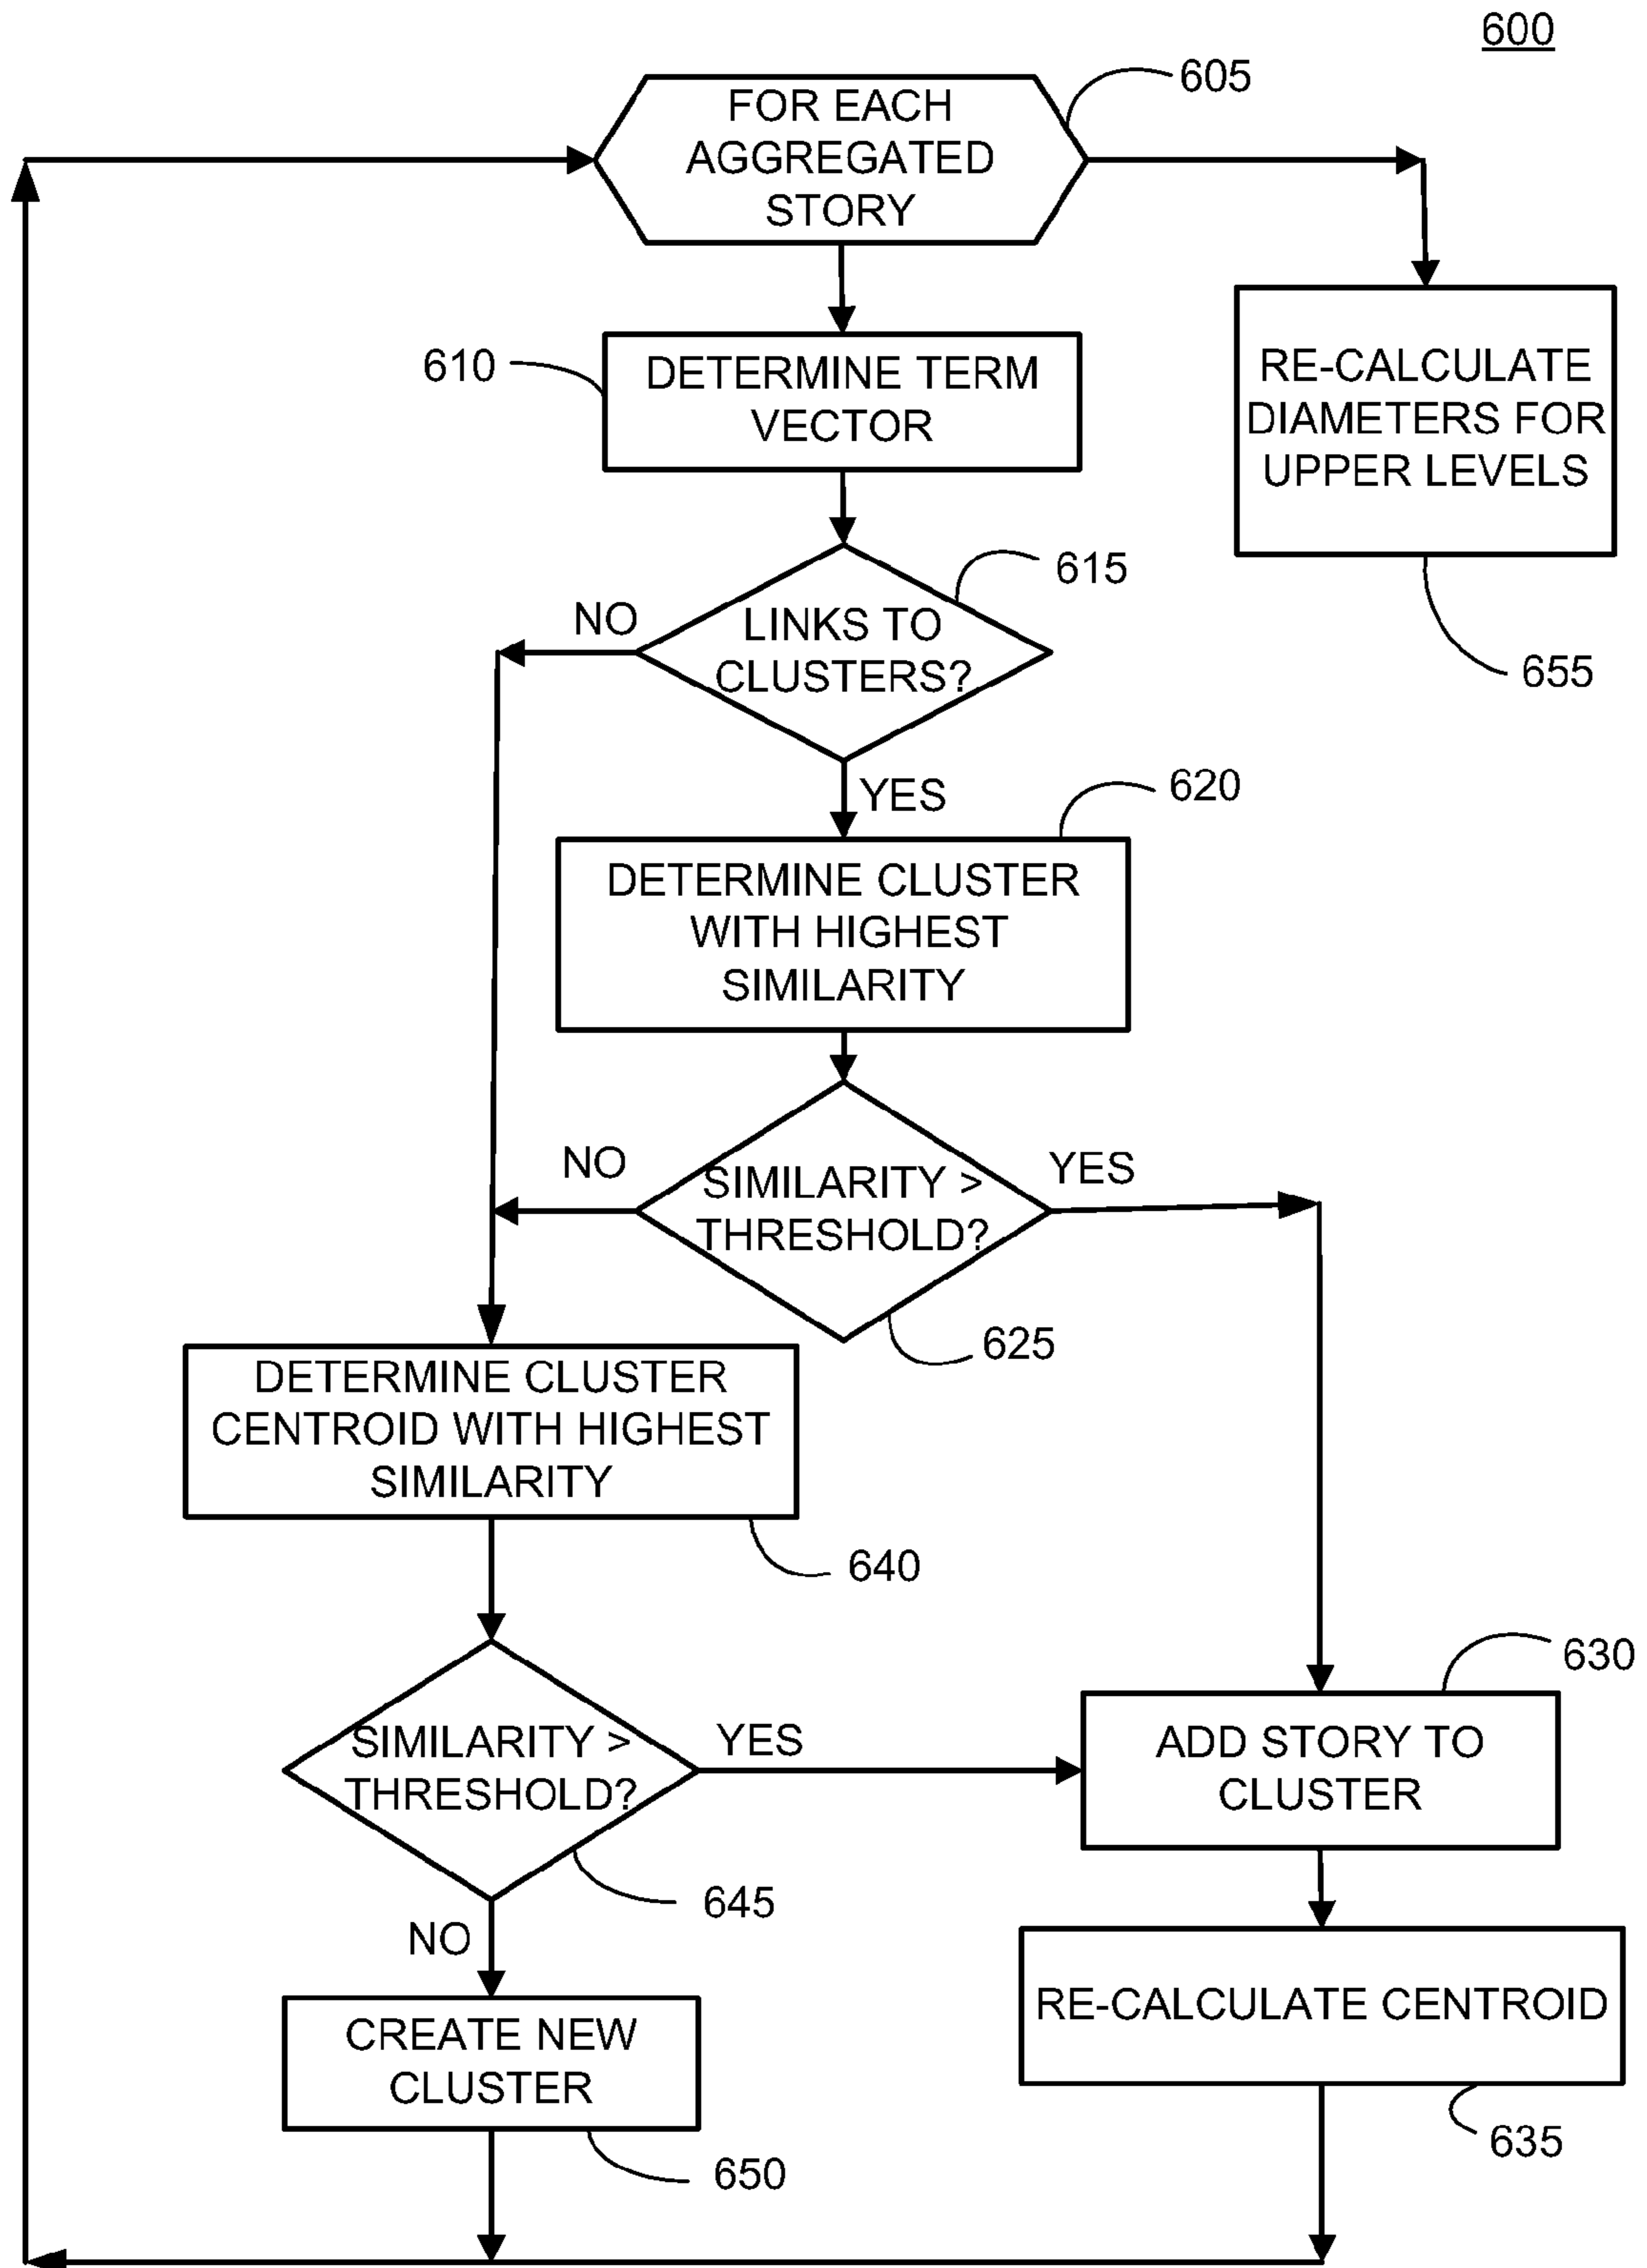 600
605
FOR EACH
AGGREGATED
STORY
610
DETERMINE TERM
VECTOR
RE-CALCULATE
DIAMETERS FOR
UPPER LEVELS
655
615
NO
LINKS TO
CLUSTERS?
YES
620
DETERMINE CLUSTER
WITH HIGHEST
SIMILARITY
NO
SIMILARITY >
THRESHOLD?
YES
625
DETERMINE CLUSTER
CENTROID WITH HIGHEST
SIMILARITY
640
SIMILARITY >
THRESHOLD?
YES
645
NO
630
ADD STORY TO
CLUSTER
RE-CALCULATE CENTROID
635
CREATE NEW
CLUSTER
650